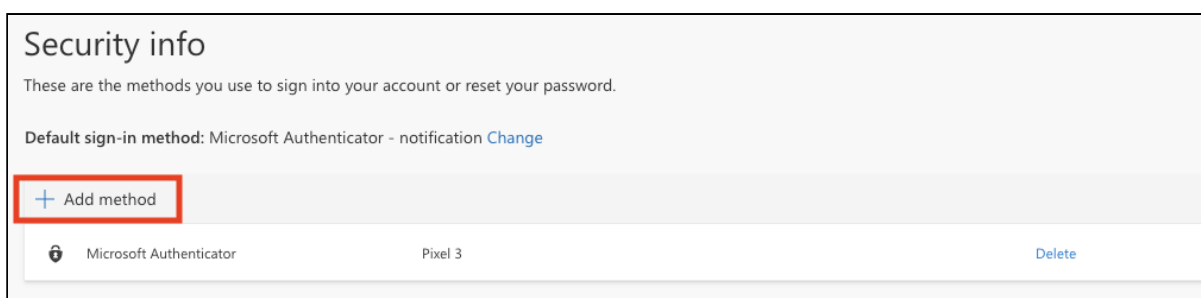 Security info
These are the methods you use to sign into your account or reset your password.
Default sign-in method: Microsoft Authenticator - notification Change
Add method
Microsoft Authenticator Pixel 3 Delete